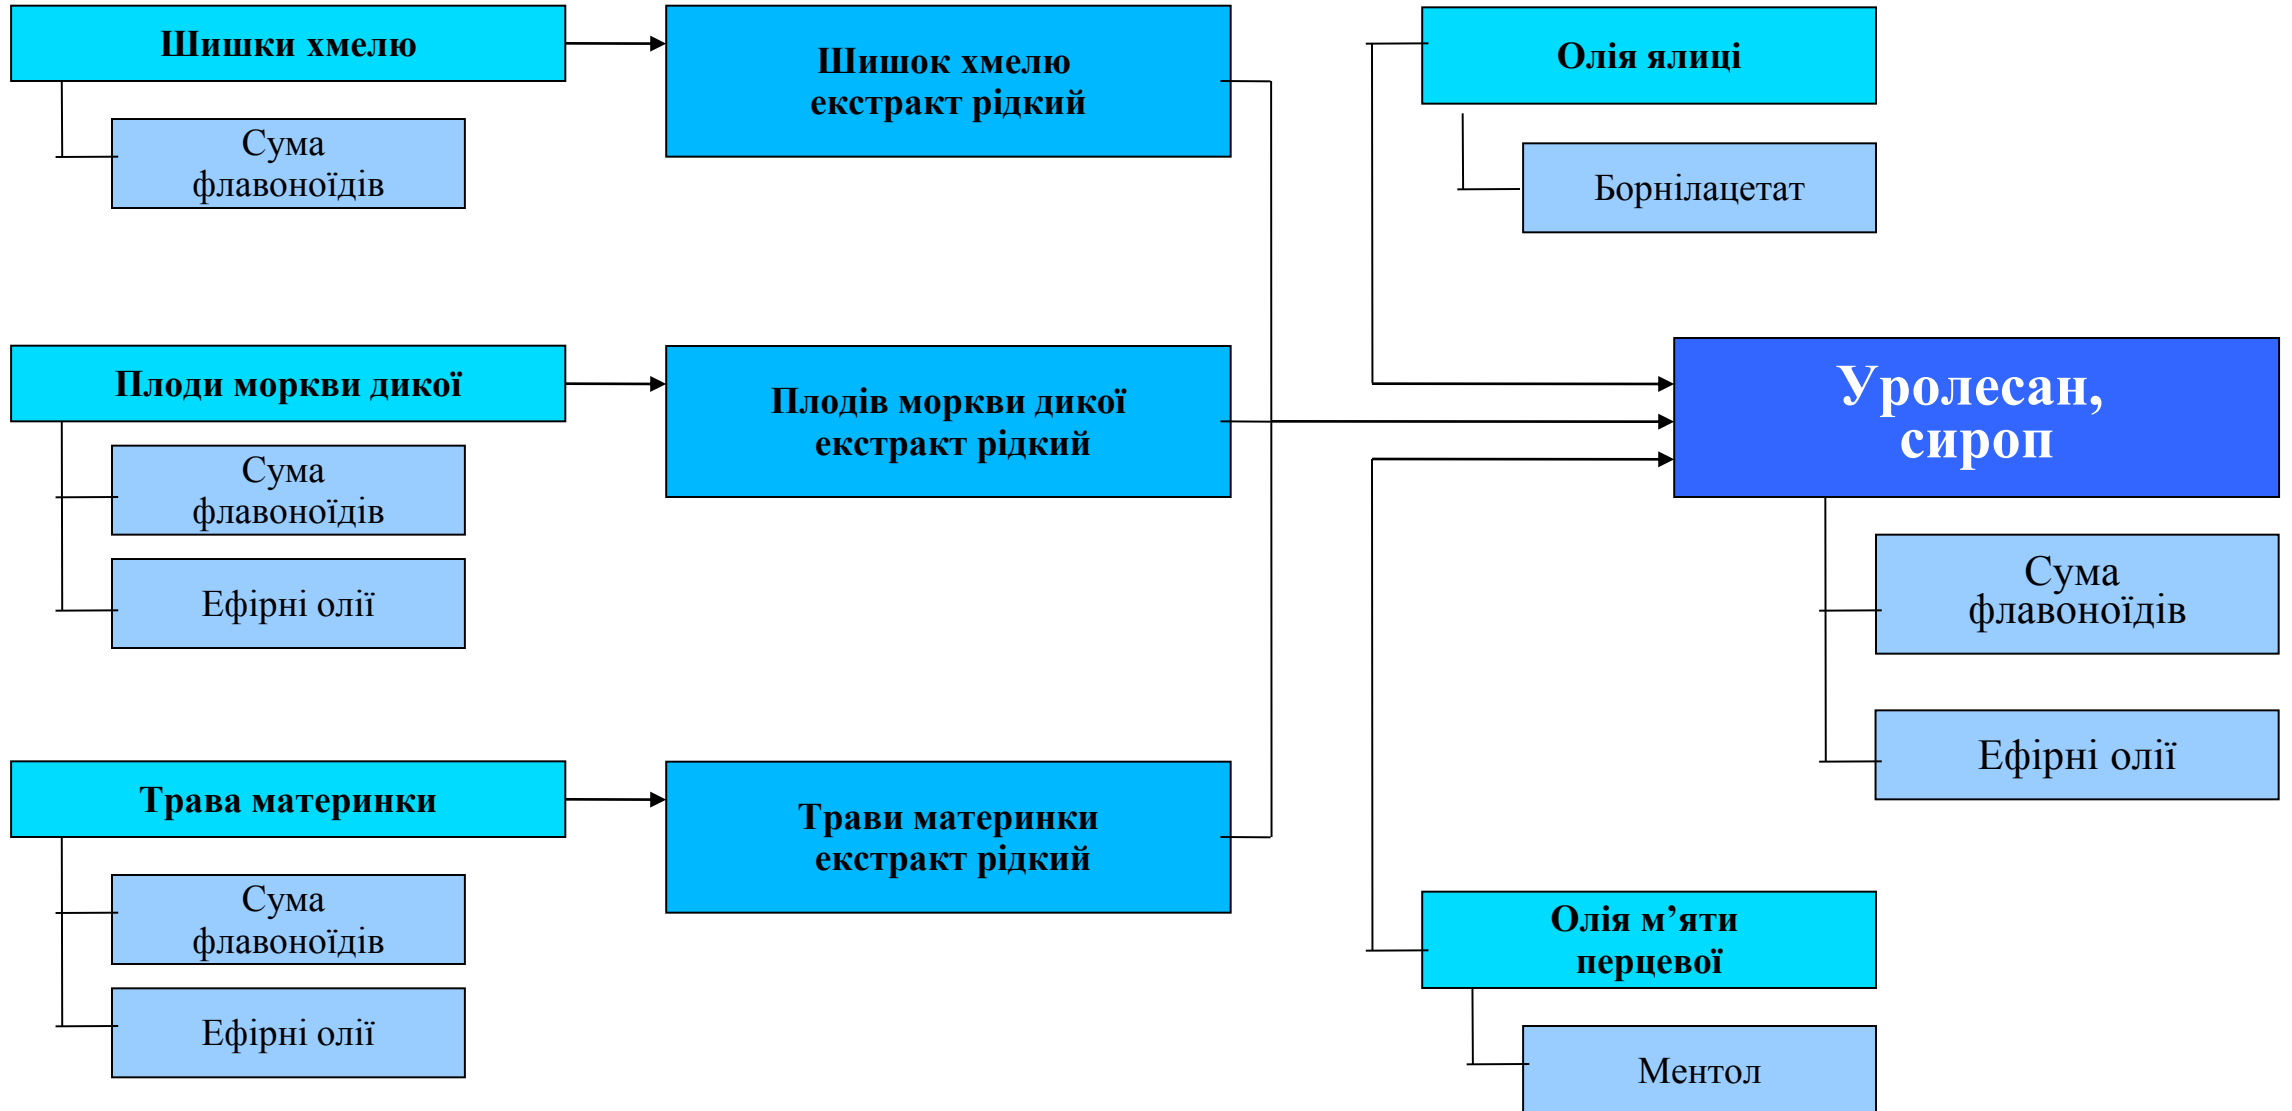 Шишки хмелю
Сума
флавоноїдів
Шишок хмелю
екстракт рідкий
Олія ялиці
Борнілацетат
Плоди моркви дикої
Сума
флавоноїдів
Ефірні олії
Плодів моркви дикої
екстракт рідкий
Уролесан,
сироп
Сума
флавоноїдів
Ефірні олії
Трава материнки
Сума
флавоноїдів
Ефірні олії
Трави материнки
екстракт рідкий
Олія м’яти
перцевої
Ментол